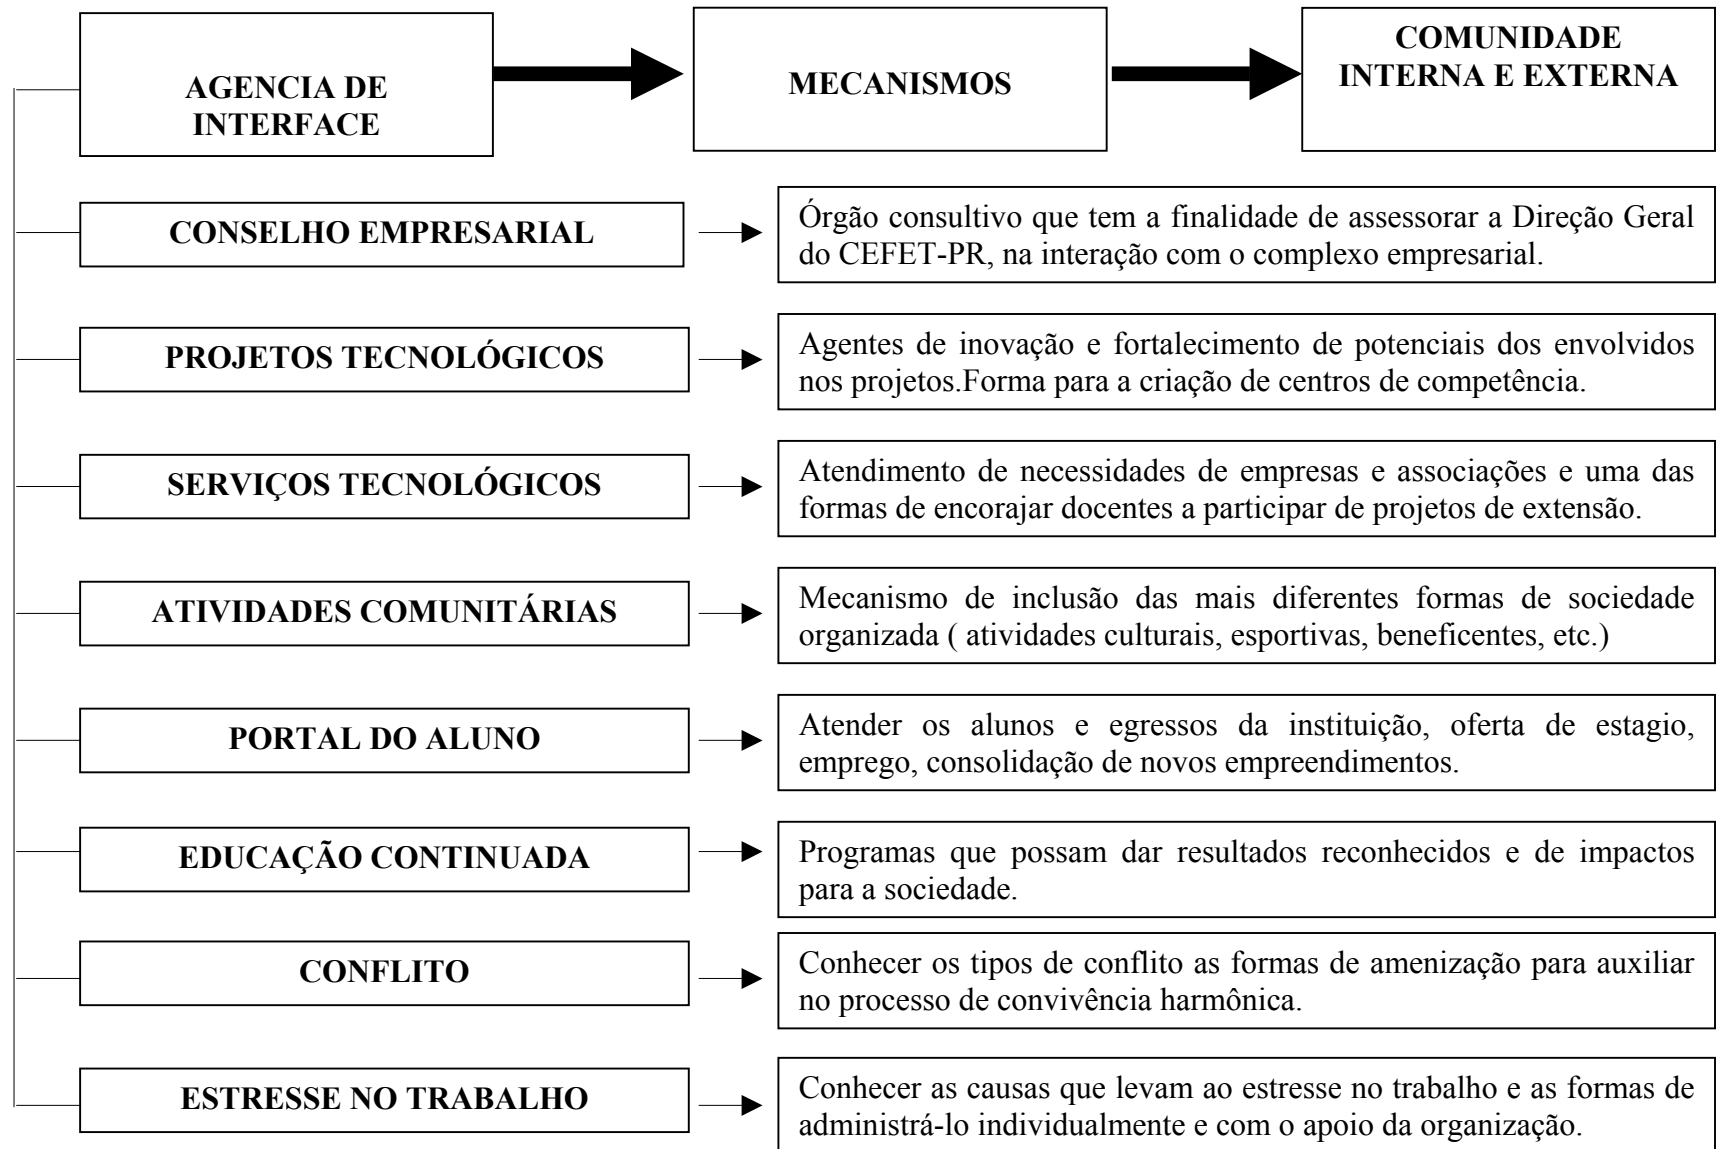 AGENCIA DE
INTERFACE
MECANISMOS
COMUNIDADE
INTERNA E EXTERNA
CONSELHO EMPRESARIAL
Órgão consultivo que tem a finalidade de assessorar a Direção Geral
do CEFET-PR, na interação com o complexo empresarial.
PROJETOS TECNOLÓGICOS
Agentes de inovação e fortalecimento de potenciais dos envolvidos
nos projetos.Forma para a criação de centros de competência.
SERVIÇOS TECNOLÓGICOS
Atendimento de necessidades de empresas e associações e uma das
formas de encorajar docentes a participar de projetos de extensão.
ATIVIDADES COMUNITÁRIAS
Mecanismo de inclusão das mais diferentes formas de sociedade
organizada ( atividades culturais, esportivas, beneficentes, etc.)
PORTAL DO ALUNO
Atender os alunos e egressos da instituição, oferta de estagio,
emprego, consolidação de novos empreendimentos.
EDUCAÇÃO CONTINUADA
Programas que possam dar resultados reconhecidos e de impactos
para a sociedade.
CONFLITO
Conhecer os tipos de conflito as formas de amenização para auxiliar
no processo de convivência harmônica.
ESTRESSE NO TRABALHO
Conhecer as causas que levam ao estresse no trabalho e as formas de
administrá-lo individualmente e com o apoio da organização.